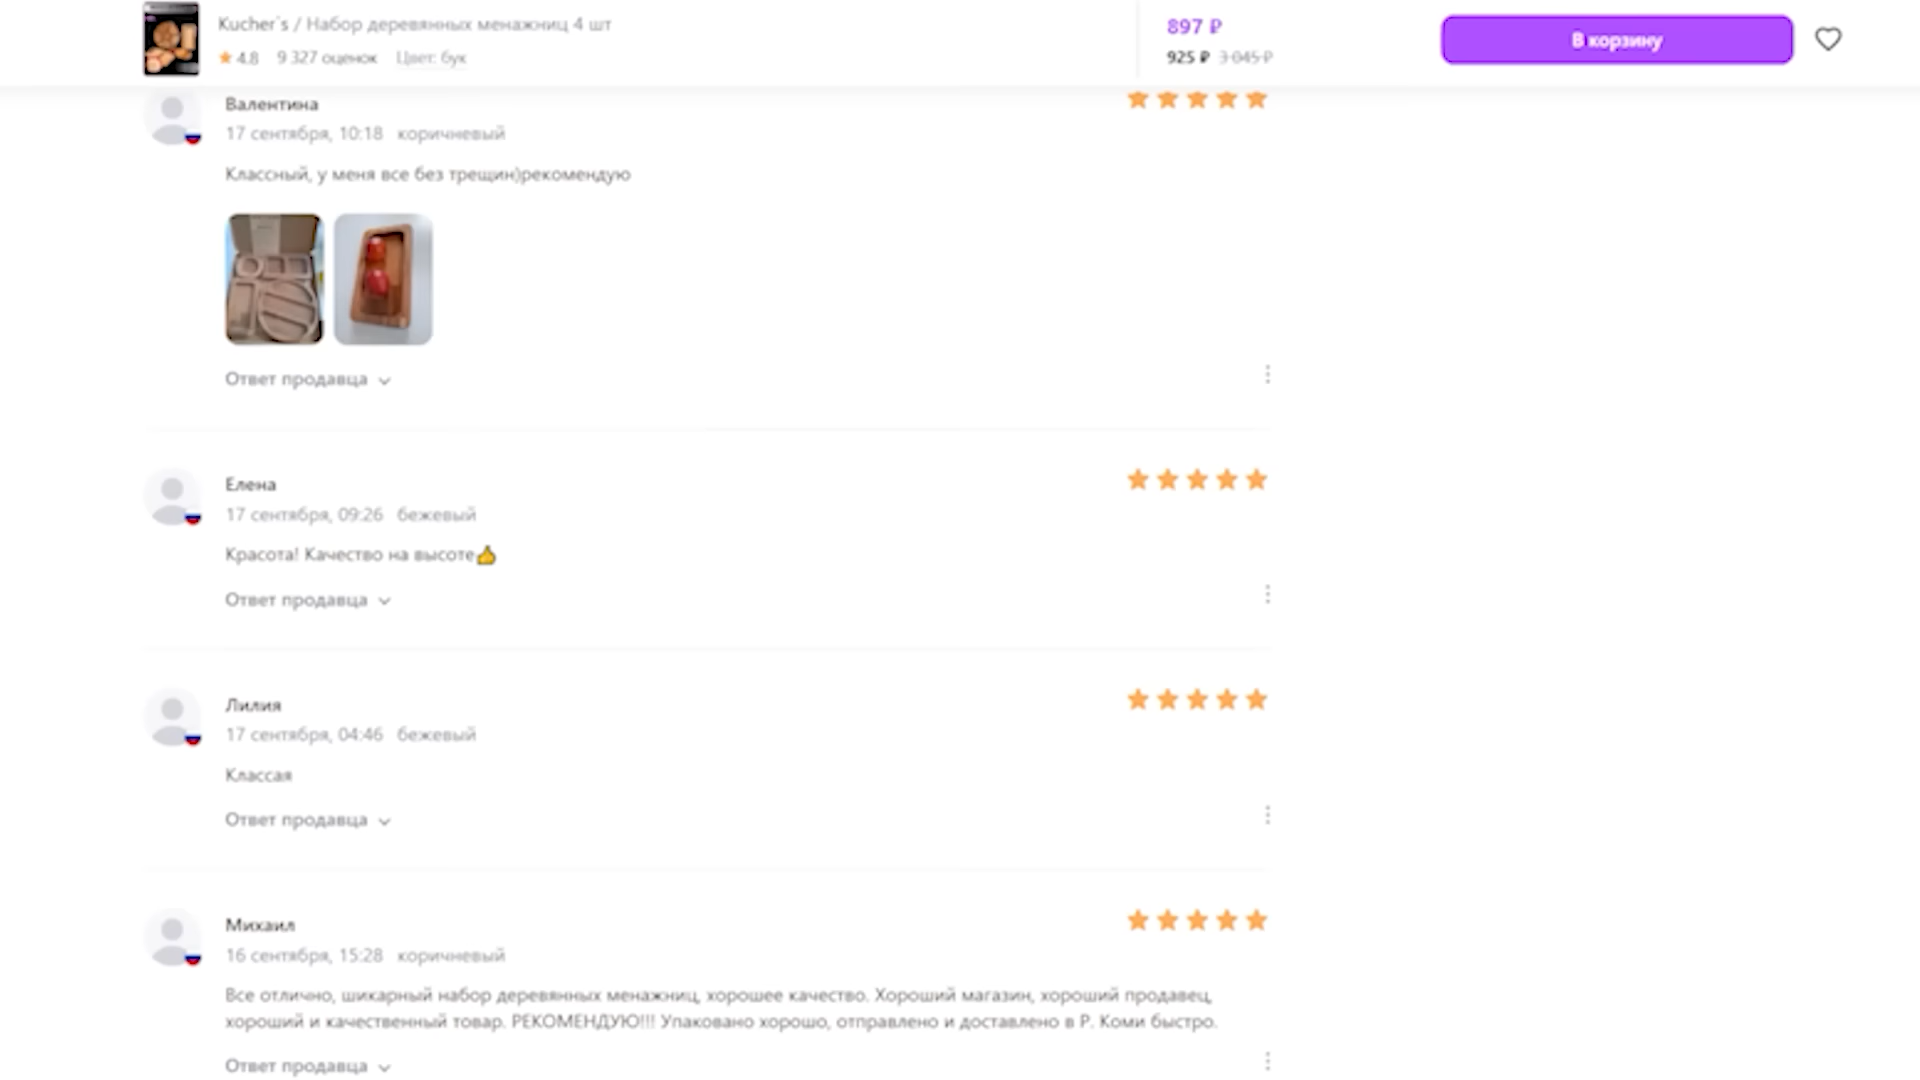 Kucher´s / Набор деревянных менажниц 4 шт
4.8 9 327 оценок Цвет: бук
897 ₽
925 ₽ 3 045 ₽
В корзину
Валентина
17 сентября, 10:18 коричневый
Классный, у меня все без трещин)рекомендую
Ответ продавца
Елена
17 сентября, 09:26 бежевый
Красота! Качество на высоте👍
Ответ продавца
Лилия
17 сентября, 04:46 бежевый
Классая
Ответ продавца
Михаил
16 сентября, 15:28 коричневый
Все отлично, шикарный набор деревянных менажниц, хорошее качество. Хороший магазин, хороший продавец,
хороший и качественный товар. РЕКОМЕНДУЮ!!! Упаковано хорошо, отправлено и доставлено в Р. Коми быстро.
Ответ продавца